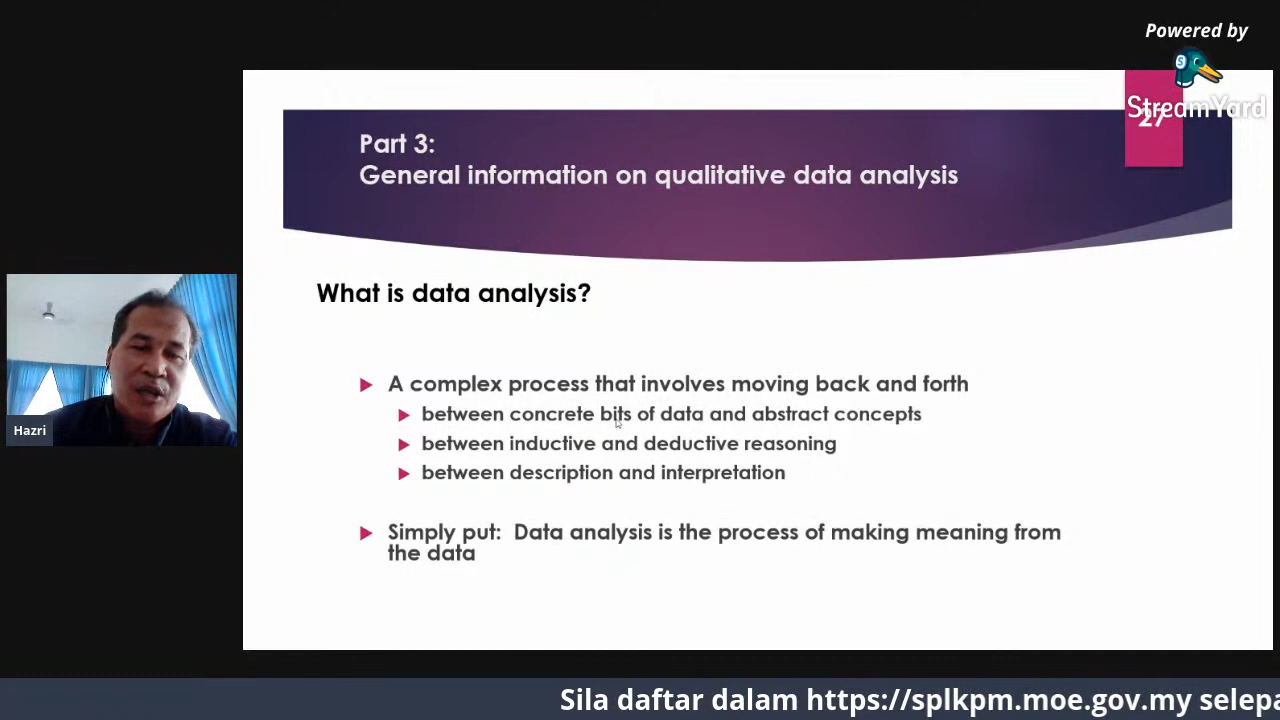 Powered by
StreamYard
27
Part 3:
General information on qualitative data analysis
What is data analysis?
A complex process that involves moving back and forth
between concrete bits of data and abstract concepts
between inductive and deductive reasoning
between description and interpretation
Simply put: Data analysis is the process of making meaning from
the data
Hazri
Sila daftar dalam https://splkpm.moe.gov.my selepa